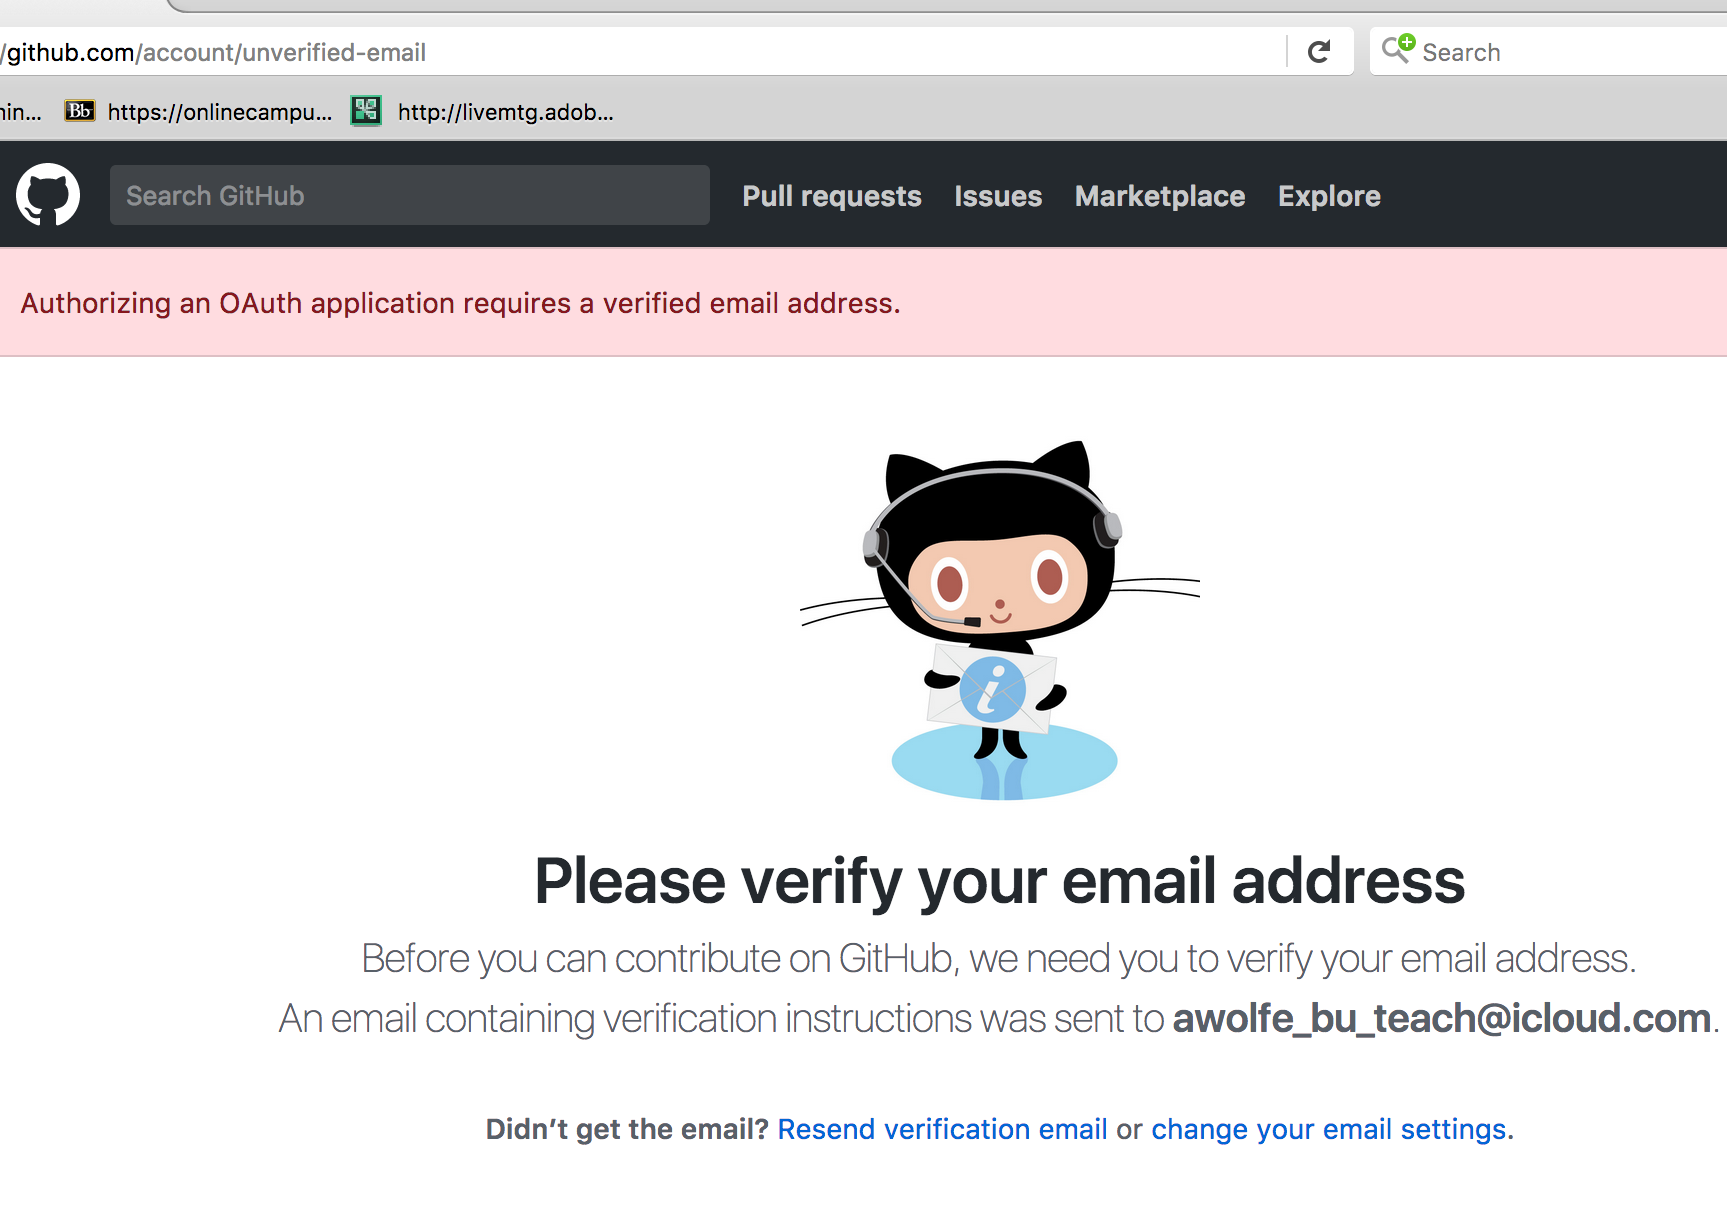 /github.com/account/unverified-email
Search
nin... Bb https://onlinecampu... http://livemtg.adob...
Search GitHub Pull requests Issues Marketplace Explore
Authorizing an OAuth application requires a verified email address.
i
Please verify your email address
Before you can contribute on GitHub, we need you to verify your email address.
An email containing verification instructions was sent to awolfe_bu_teach@icloud.com.
Didn’t get the email? Resend verification email or change your email settings.